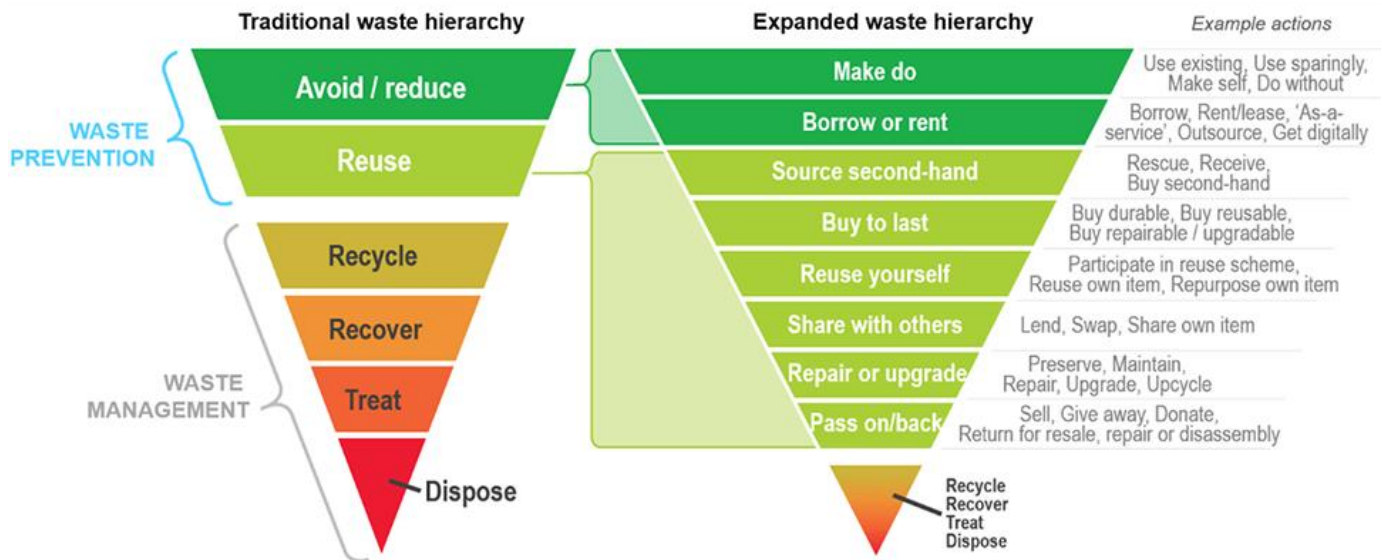 Traditional waste hierarchy
Expanded waste hierarchy
Example actions
WASTE
PREVENTION
Avoid / reduce
Reuse
WASTE
MANAGEMENT
Recycle
Recover
Treat
Dispose
Make do
Use existing, Use sparingly,
Make self, Do without
Borrow or rent
Borrow, Rent/lease, ‘As-a-
service’, Outsource, Get digitally
Source second-hand
Rescue, Receive,
Buy second-hand
Buy to last
Buy durable, Buy reusable,
Buy repairable / upgradable
Reuse yourself
Participate in reuse scheme,
Reuse own item, Repurpose own item
Share with others
Lend, Swap, Share own item
Repair or upgrade
Preserve, Maintain,
Repair, Upgrade, Upcycle
Pass on/back
Sell, Give away, Donate,
Return for resale, repair or disassembly
Recycle
Recover
Treat
Dispose